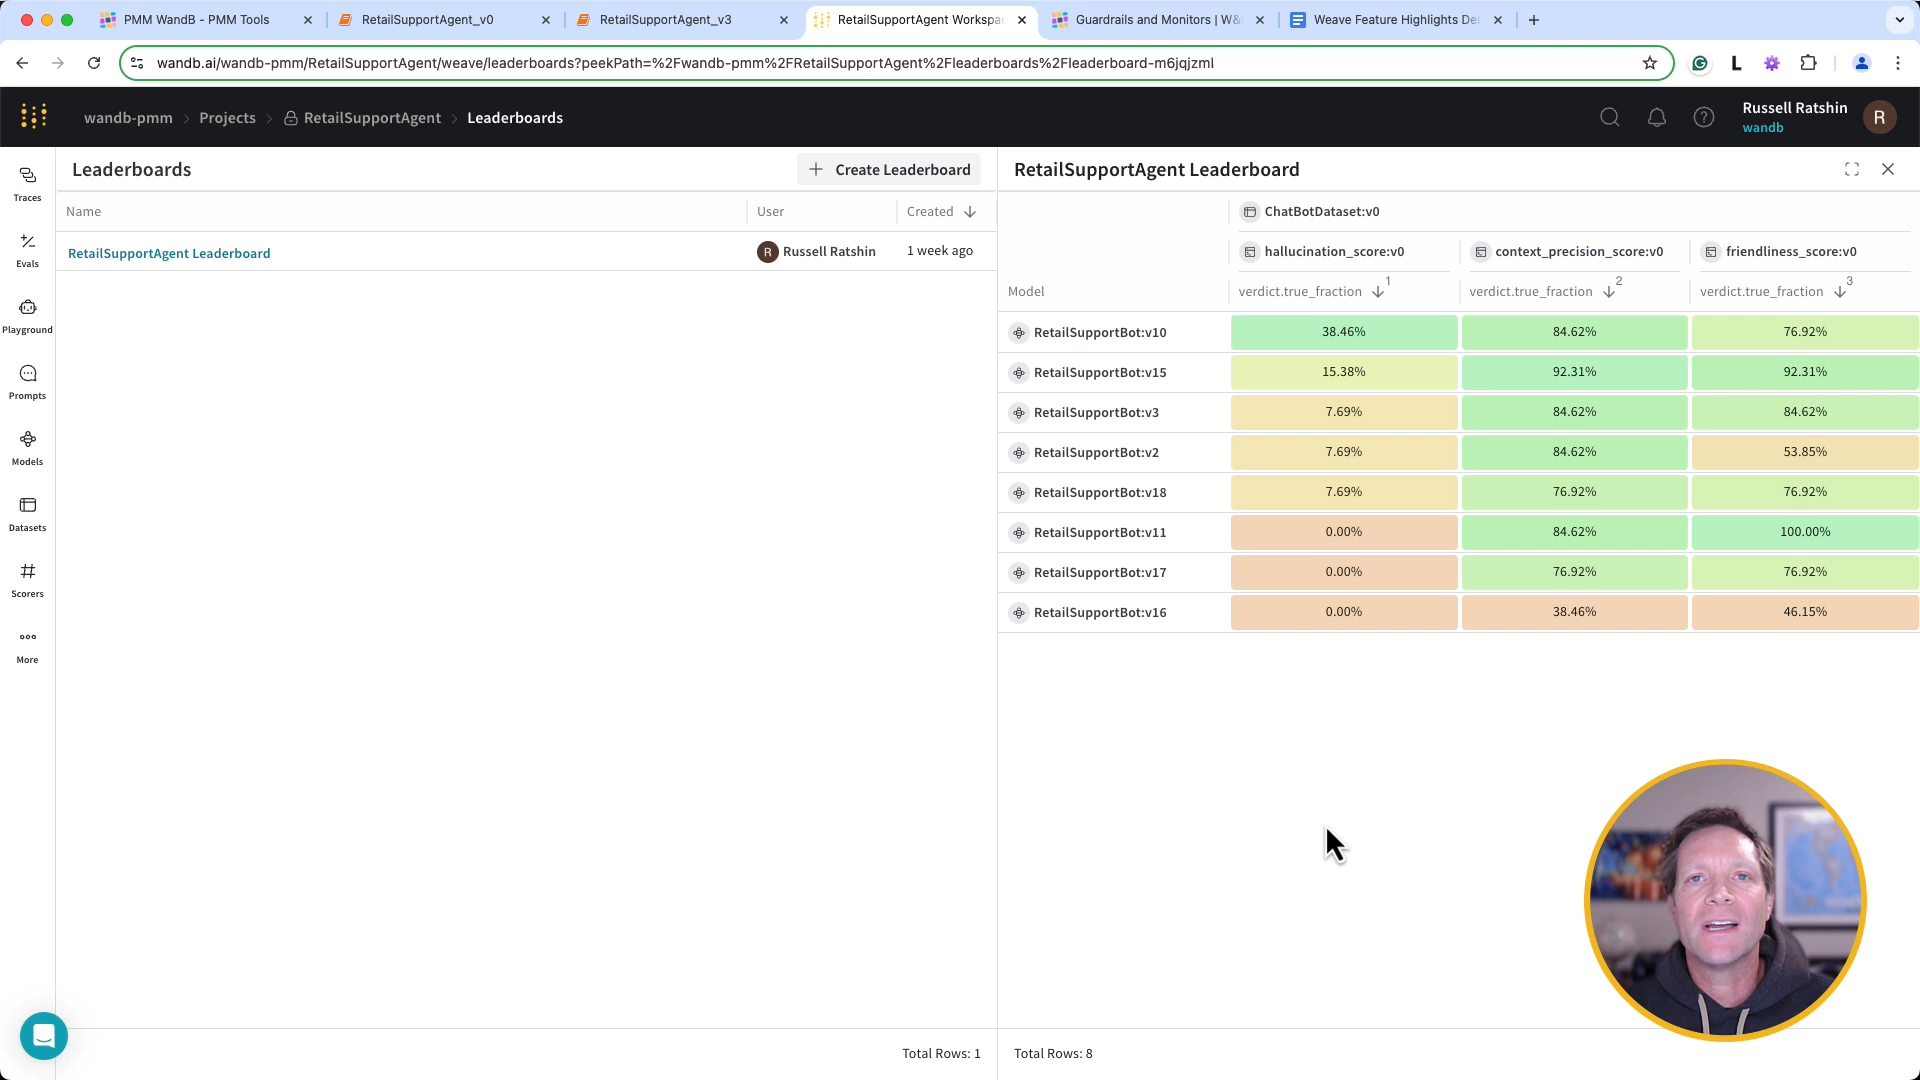 PMM WandB - PMM Tools
RetailSupportAgent_v0
RetailSupportAgent_v3
RetailSupportAgent Workspa
Guardrails and Monitors | W&
Weave Feature Highlights De
wandb.ai/wandb-pmm/RetailSupportAgent/weave/leaderboards?peekPath=%2Fwandb-pmm%2FRetailSupportAgent%2Fleaderboards%2Fleaderboard-m6jqjzml
L
wandb-pmm > Projects > RetailSupportAgent > Leaderboards
Russell Ratshin
wandb
R
Traces
Evals
Playground
Prompts
Models
Datasets
Scorers
More
Leaderboards
+ Create Leaderboard
Name User Created
RetailSupportAgent Leaderboard R Russell Ratshin 1 week ago
Total Rows: 1
RetailSupportAgent Leaderboard
ChatBotDataset:v0
hallucination_score:v0 context_precision_score:v0 friendliness_score:v0
Model verdict.true_fraction 1 verdict.true_fraction 2 verdict.true_fraction 3
RetailSupportBot:v10 38.46% 84.62% 76.92%
RetailSupportBot:v15 15.38% 92.31% 92.31%
RetailSupportBot:v3 7.69% 84.62% 84.62%
RetailSupportBot:v2 7.69% 84.62% 53.85%
RetailSupportBot:v18 7.69% 76.92% 76.92%
RetailSupportBot:v11 0.00% 84.62% 100.00%
RetailSupportBot:v17 0.00% 76.92% 76.92%
RetailSupportBot:v16 0.00% 38.46% 46.15%
Total Rows: 8